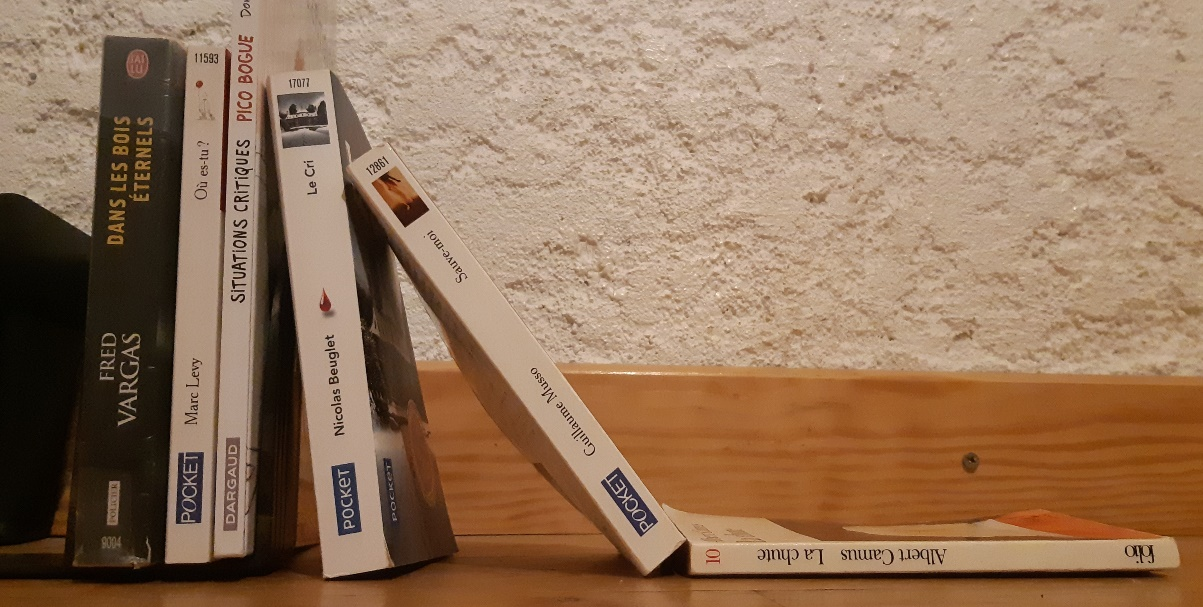 J'AI
LU
DANS LES BOIS
ÉTERNELS
FRED
VARGAS
POLICIER
9004
11593
Où es-tu ?
Marc Levy
POCKET
PICO BOGUE
SITUATIONS CRITIQUES
DARGAUD
17077
Le Cri
Nicolas Beuglet
POCKET
POCKET
12861
Sauve-moi
Guillaume Musso
POCKET
10
Albert Camus La chute
folio